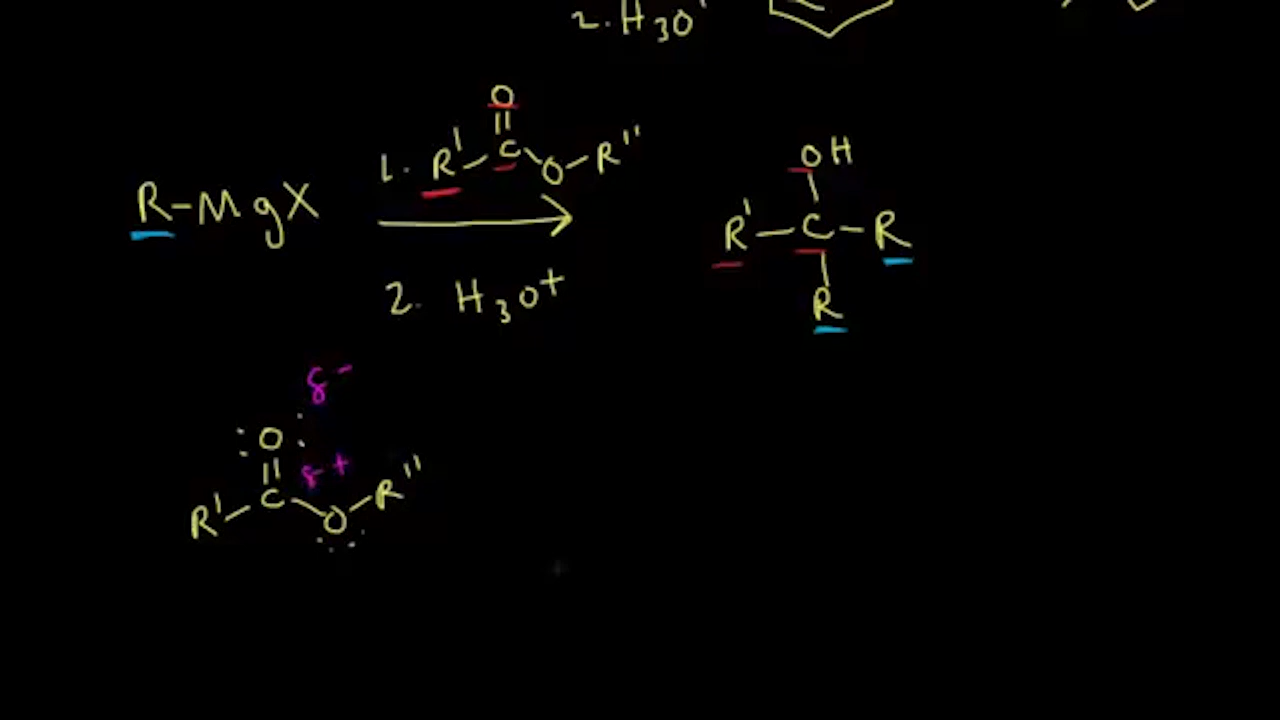 2. H3O+
O
||
1. R'-C-O-R''
R-MgX
OH
R'-C-R
R
2. H3O+
δ-
:O:
|| δ+
R'-C-O-R''